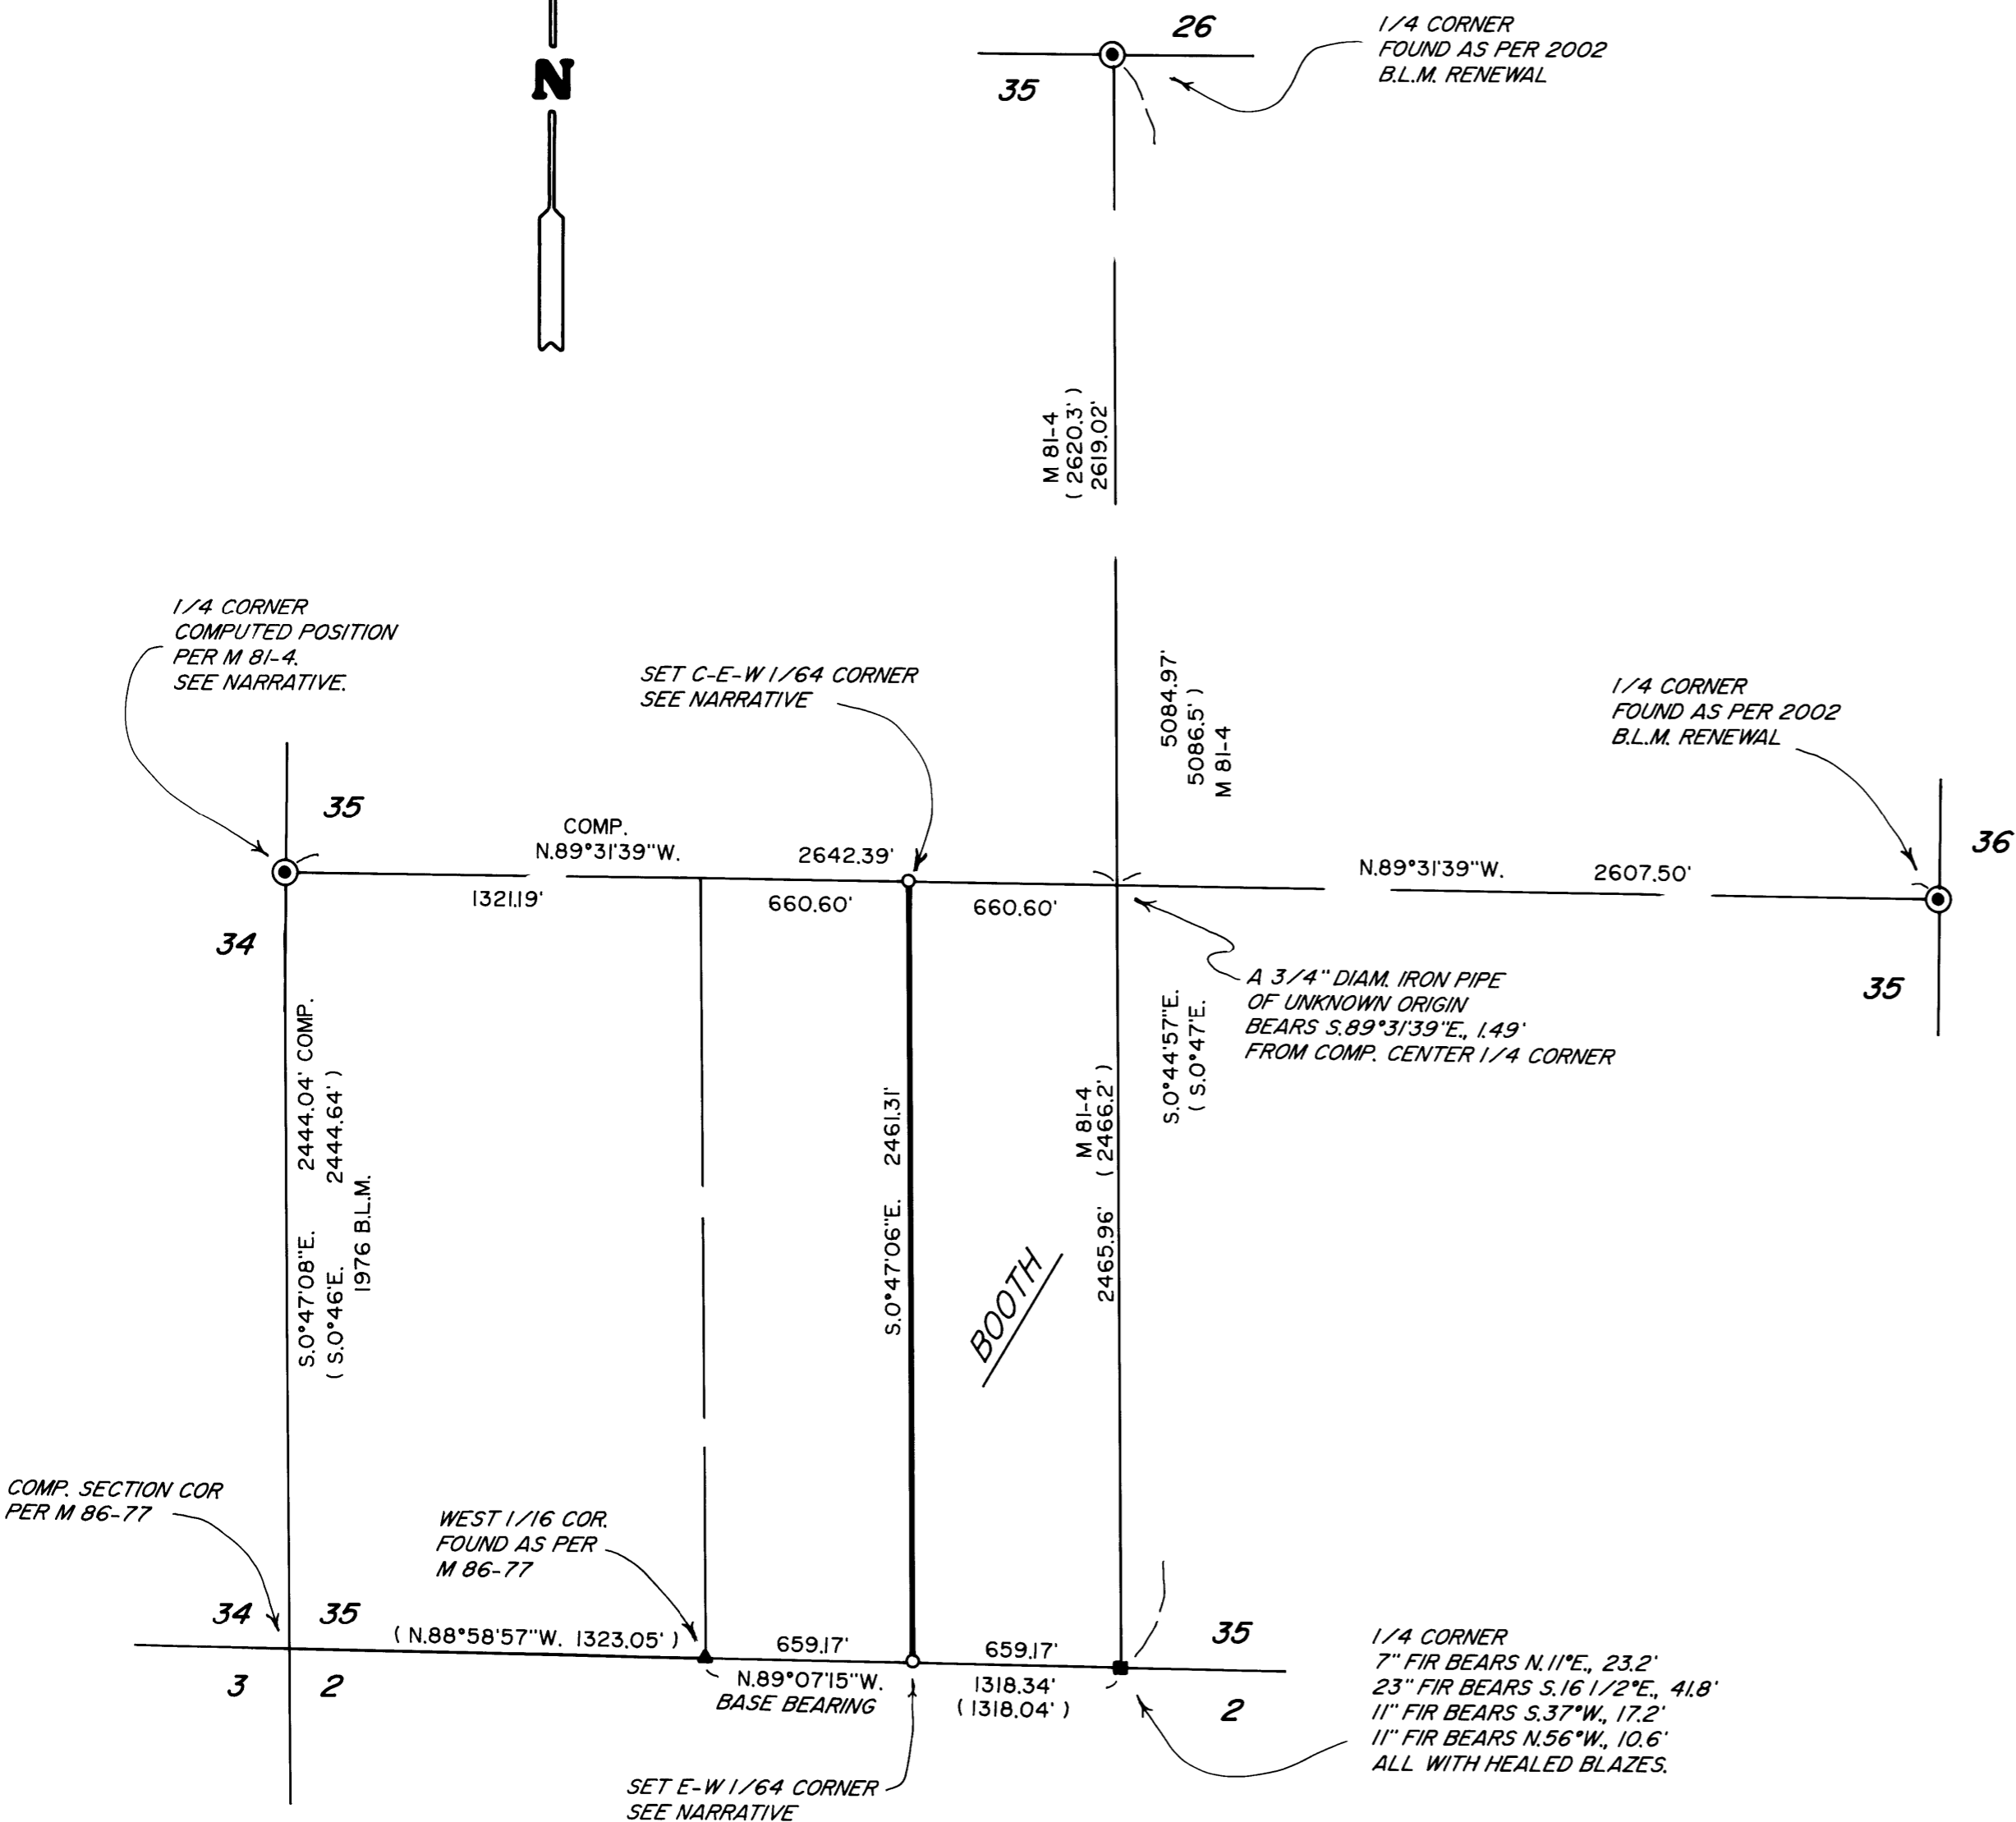 N
26
35
1/4 CORNER
FOUND AS PER 2002
B.L.M. RENEWAL
M 81-4
( 2620.3' )
2619.02'
1/4 CORNER
COMPUTED POSITION
PER M 81-4.
SEE NARRATIVE.
SET C-E-W 1/64 CORNER
SEE NARRATIVE
5084.97'
5086.5' )
M 81-4
1/4 CORNER
FOUND AS PER 2002
B.L.M. RENEWAL
35
34
COMP.
N.89°31'39"W.
2642.39'
1321.19'
660.60'
660.60'
N.89°31'39"W.
2607.50'
36
35
A 3/4" DIAM. IRON PIPE
OF UNKNOWN ORIGIN
BEARS S.89°31'39"E., 1.49'
FROM COMP. CENTER 1/4 CORNER
S.0°47'08"E. 2444.04' COMP.
( S.0°46'E. 2444.64' )
1976 B.L.M.
S.0°47'06"E. 2461.31'
BOOTH
M 81-4
2465.96' ( 2466.2' )
S.0°44'57"E.
( S.0°47'E.
COMP. SECTION COR
PER M 86-77
WEST 1/16 COR.
FOUND AS PER
M 86-77
34
35
3
2
( N.88°58'57"W. 1323.05' )
659.17'
659.17'
N.89°07'15"W.
BASE BEARING
1318.34'
( 1318.04' )
35
2
SET E-W 1/64 CORNER
SEE NARRATIVE
1/4 CORNER
7" FIR BEARS N.11°E., 23.2'
23" FIR BEARS S.16 1/2°E., 41.8'
11" FIR BEARS S.37°W., 17.2'
11" FIR BEARS N.56°W., 10.6'
ALL WITH HEALED BLAZES.